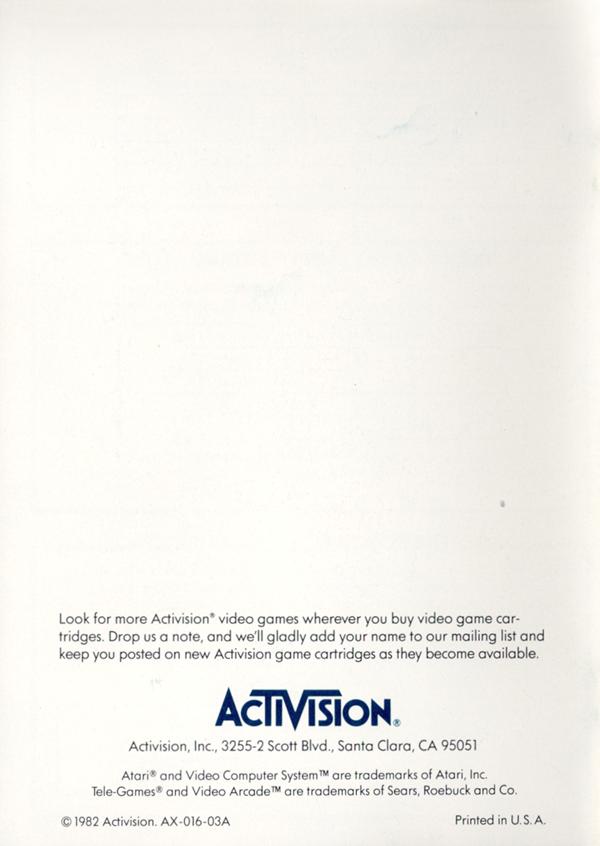 Look for more Activision® video games wherever you buy video game car-
tridges. Drop us a note, and we'll gladly add your name to our mailing list and
keep you posted on new Activision game cartridges as they become available.
ACTIVISION®
Activision, Inc., 3255-2 Scott Blvd., Santa Clara, CA 95051
Atari® and Video Computer System™ are trademarks of Atari, Inc.
Tele-Games® and Video Arcade™ are trademarks of Sears, Roebuck and Co.
© 1982 Activision. AX-016-03A Printed in U.S.A.